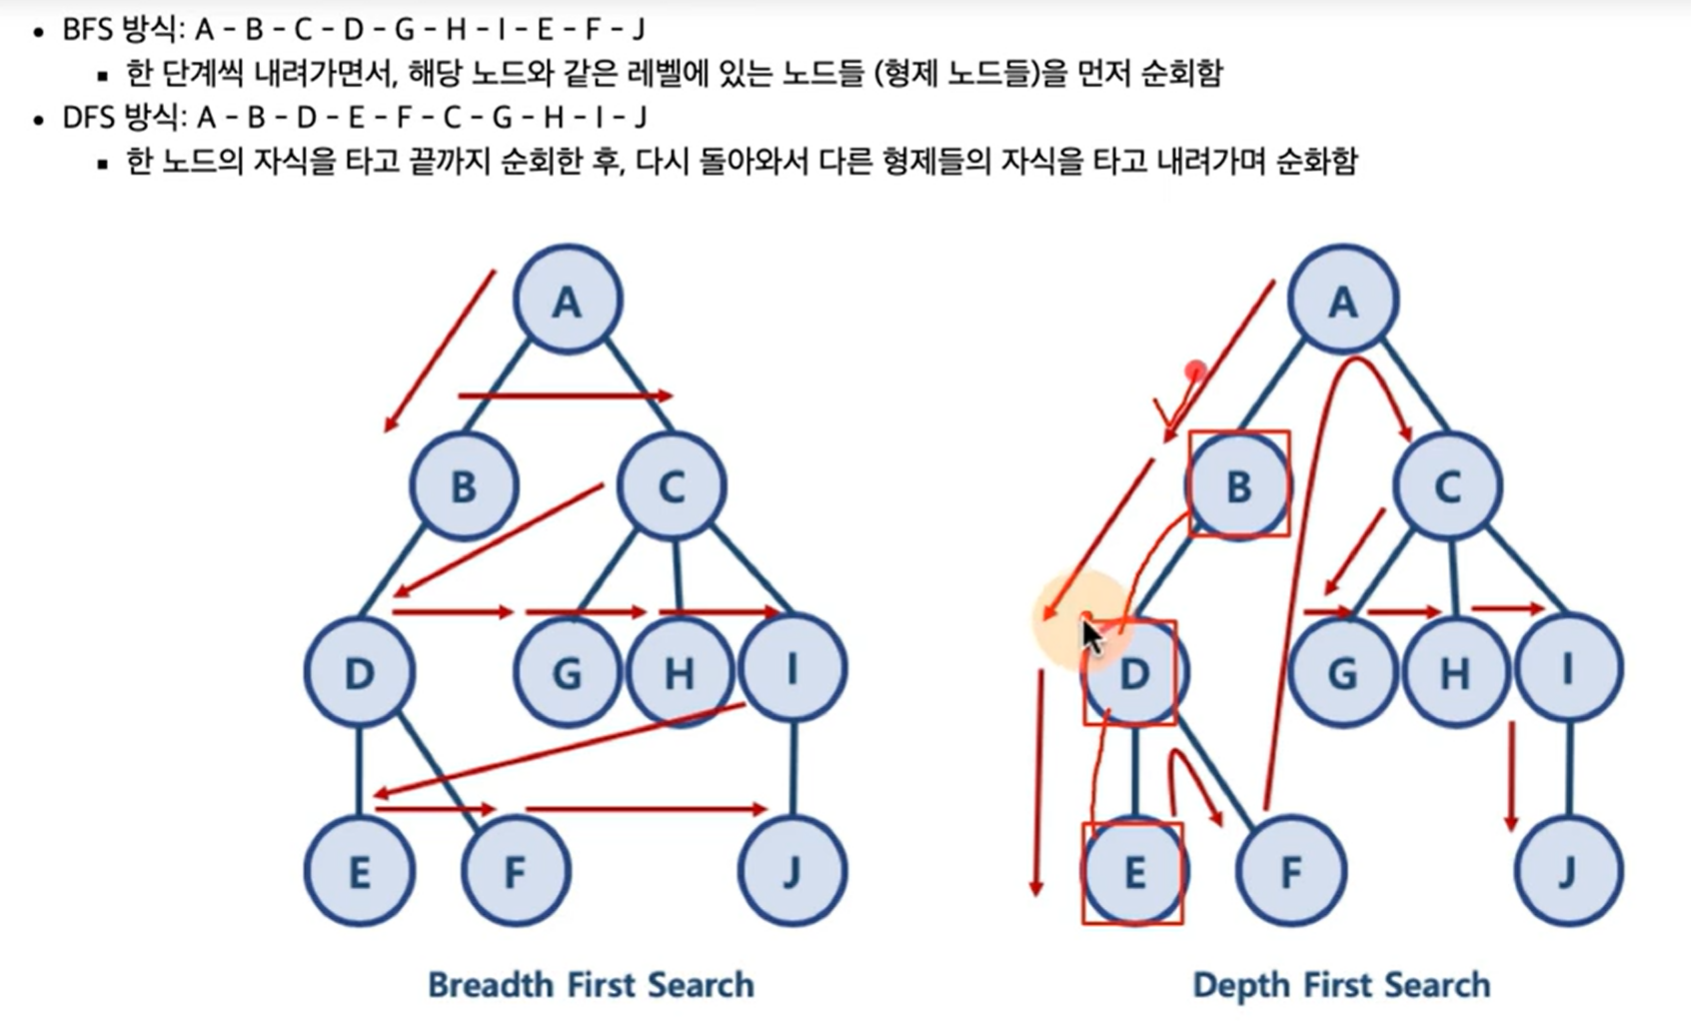 • BFS 방식: A – B – C – D – G – H – I – E – F – J
▪ 한 단계씩 내려가면서, 해당 노드와 같은 레벨에 있는 노드들 (형제 노드들)을 먼저 순회함
• DFS 방식: A – B – D – E – F – C – G – H – I – J
▪ 한 노드의 자식을 타고 끝까지 순회한 후, 다시 돌아와서 다른 형제들의 자식을 타고 내려가며 순화함
A
B C
D G H I
E F J
Breadth First Search
A
B C
D G H I
E F J
Depth First Search